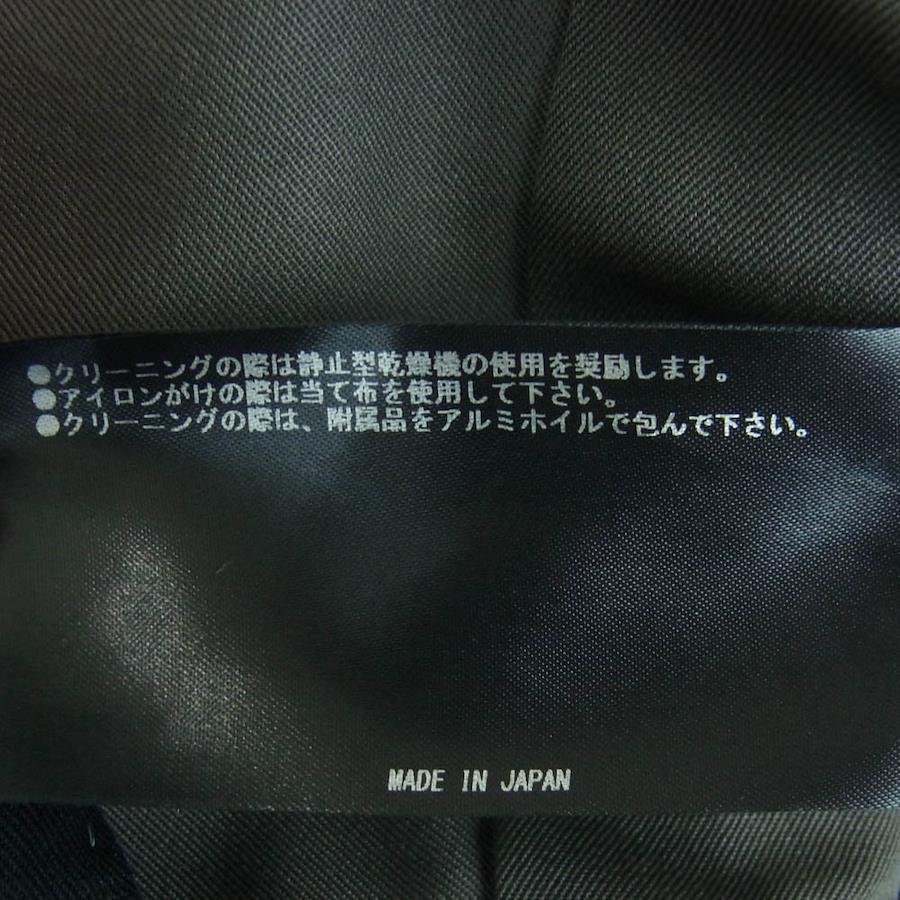 ●クリーニングの際は静止型乾燥機の使用を奨励します。
●アイロンがけの際は当て布を使用して下さい。
●クリーニングの際は、附属品をアルミホイルで包んで下さい。
MADE IN JAPAN